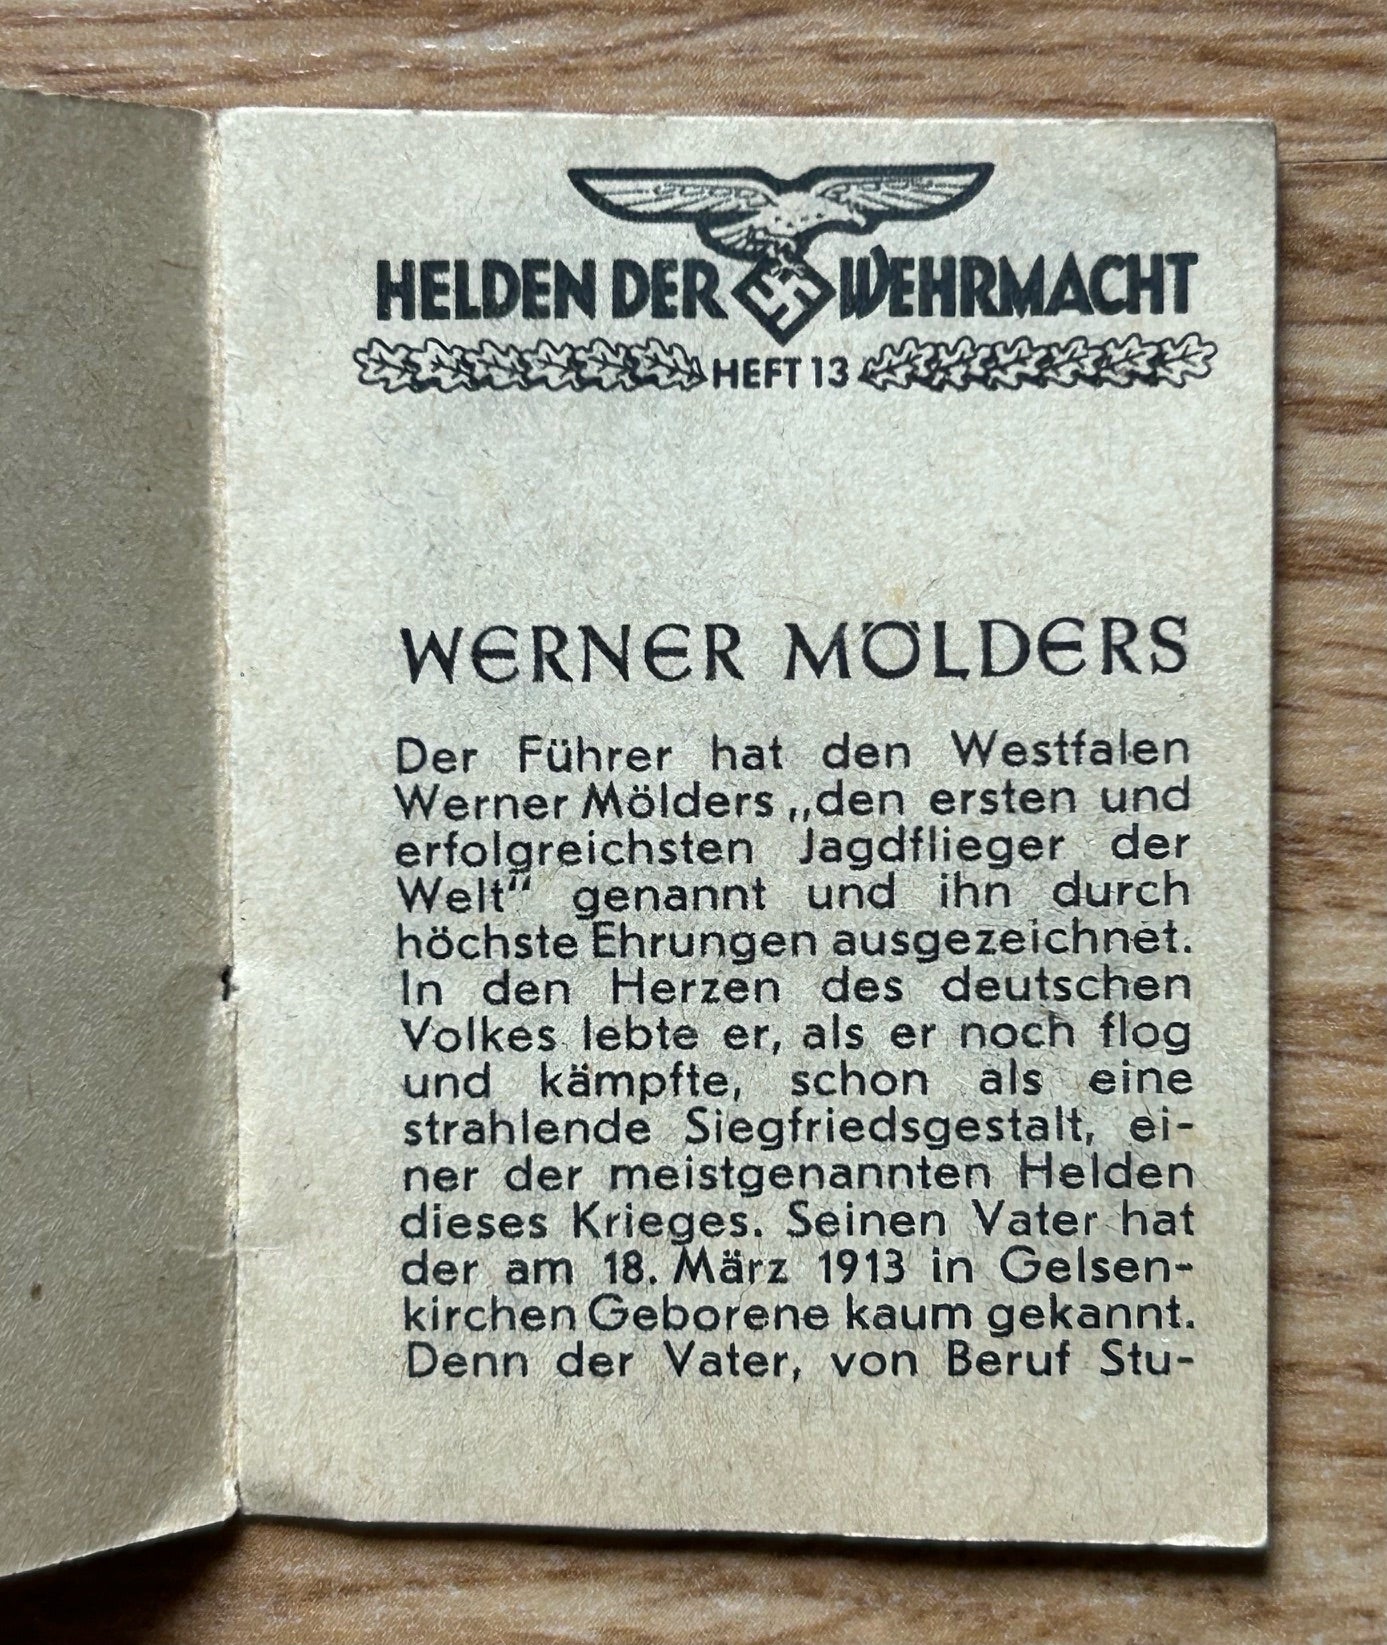 HELDEN DER WEHRMACHT
HEFT 13
WERNER MÖLDERS
Der Führer hat den Westfalen
Werner Mölders „den ersten und
erfolgreichsten Jagdflieger der
Welt“ genannt und ihn durch
höchste Ehrungen ausgezeichnet.
In den Herzen des deutschen
Volkes lebte er, als er noch flog
und kämpfte, schon als eine
strahlende Siegfriedsgestalt, ei-
ner der meistgenannten Helden
dieses Krieges. Seinen Vater hat
der am 18. März 1913 in Gelsen-
kirchen Geborene kaum gekannt.
Denn der Vater, von Beruf Stu-